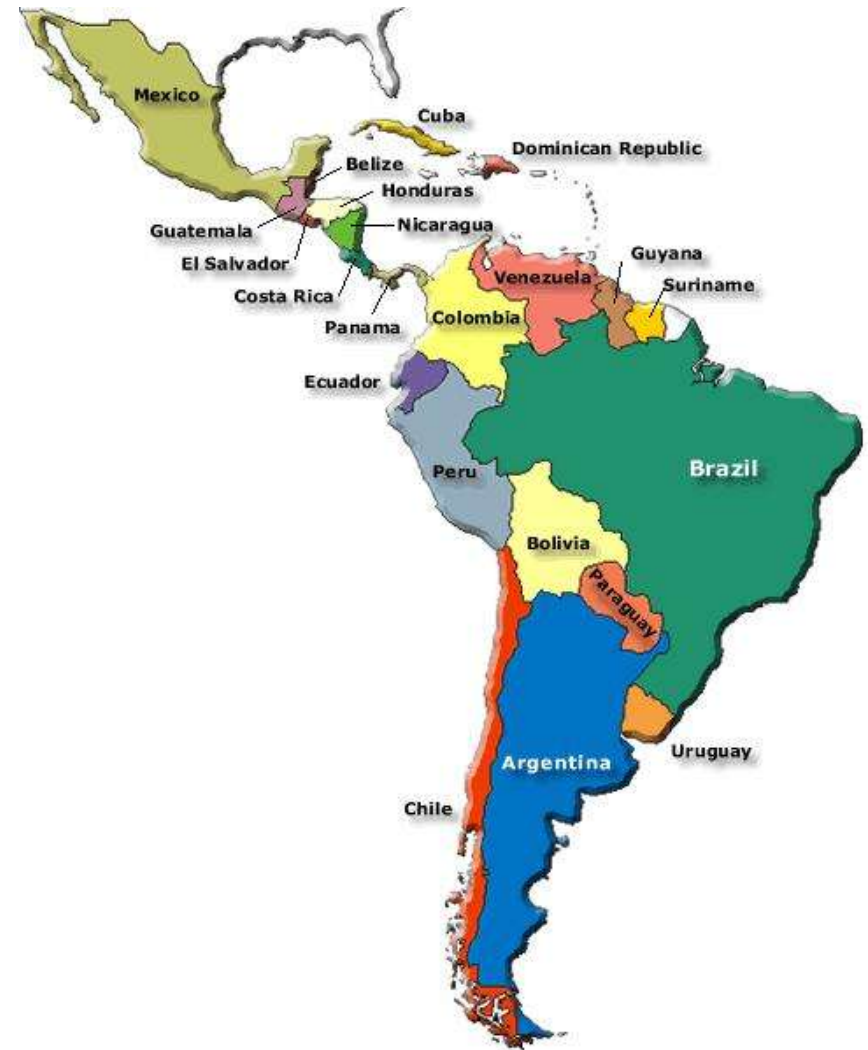 Mexico
Cuba
Dominican Republic
Belize
Honduras
Guatemala
Nicaragua
El Salvador
Guyana
Venezuela
Suriname
Costa Rica
Colombia
Panama
Ecuador
Peru
Brazil
Bolivia
Paraguay
Uruguay
Argentina
Chile